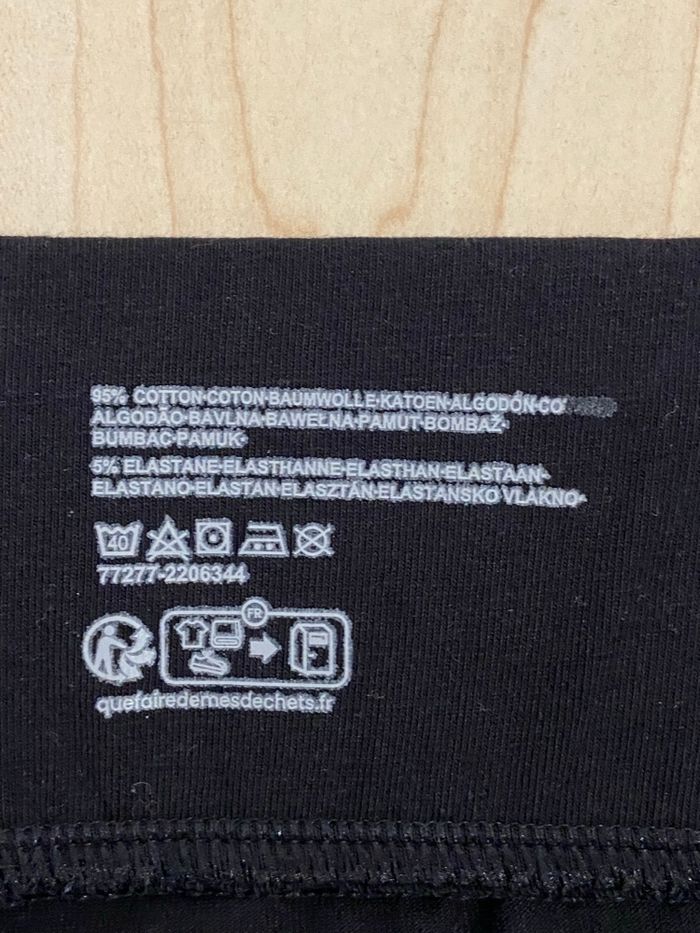 95% COTTON·COTON·BAUMWOLLE·KATOEN·ALGODÓN·CO
ALGODÃO·BAVLNA·BAWEŁNA·PAMUT·BOMBAŽ·
BUMBAC·PAMUK·
5% ELASTANE·ELASTHANNE·ELASTHAN·ELASTAAN·
ELASTANO·ELASTAN·ELASZTÁN·ELASTANSKO VLAKNO·
40
77277-2206344
FR
quefairedemesdechets.fr